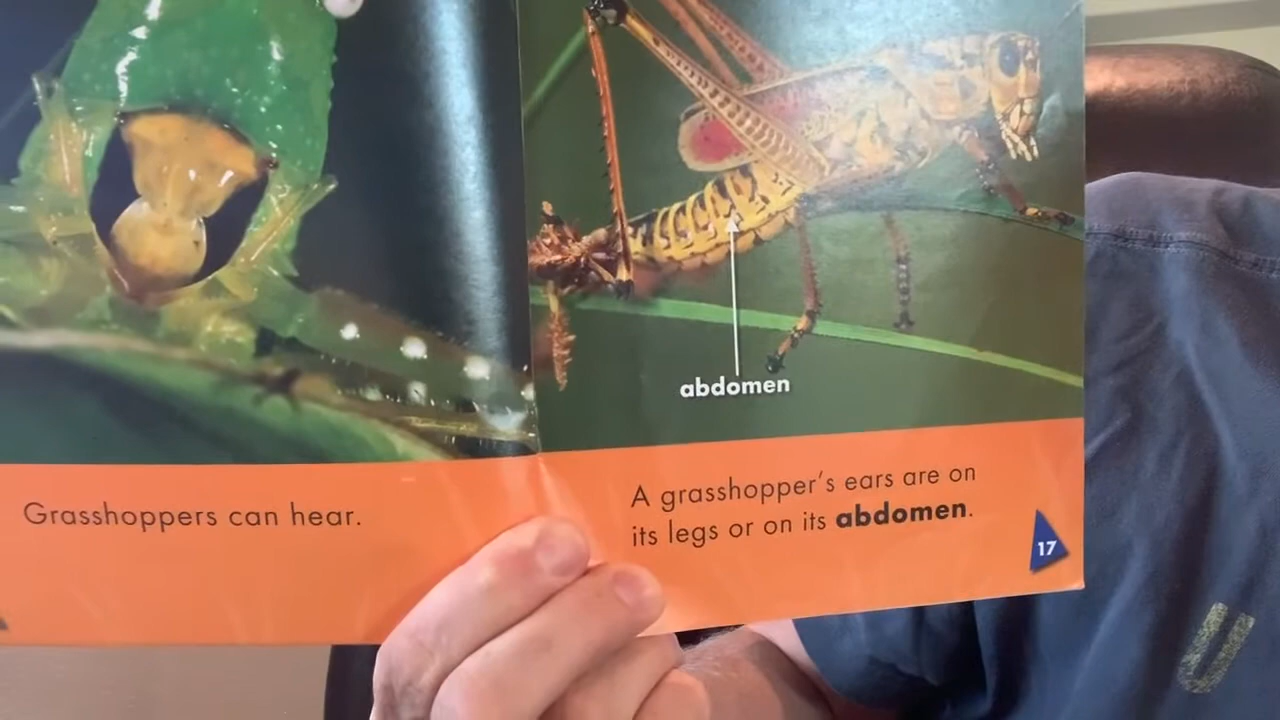 abdomen
Grasshoppers can hear.
A grasshopper's ears are on
its legs or on its abdomen.
17
U